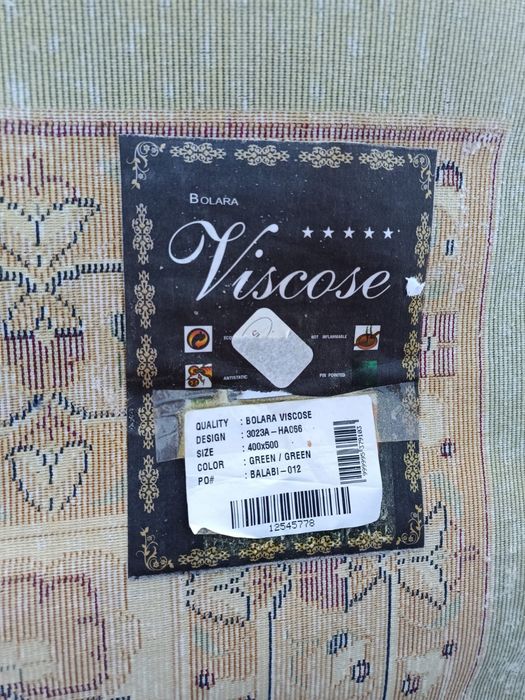 BOLARA
Viscose
NOT INFLAMMABLE
ANTISTATIC
PIN POINTED
QUALITY : BOLARA VISCOSE
DESIGN : 3023A-HAC66
SIZE : 400x500
COLOR : GREEN / GREEN
PO# : BALABI-012
12545778